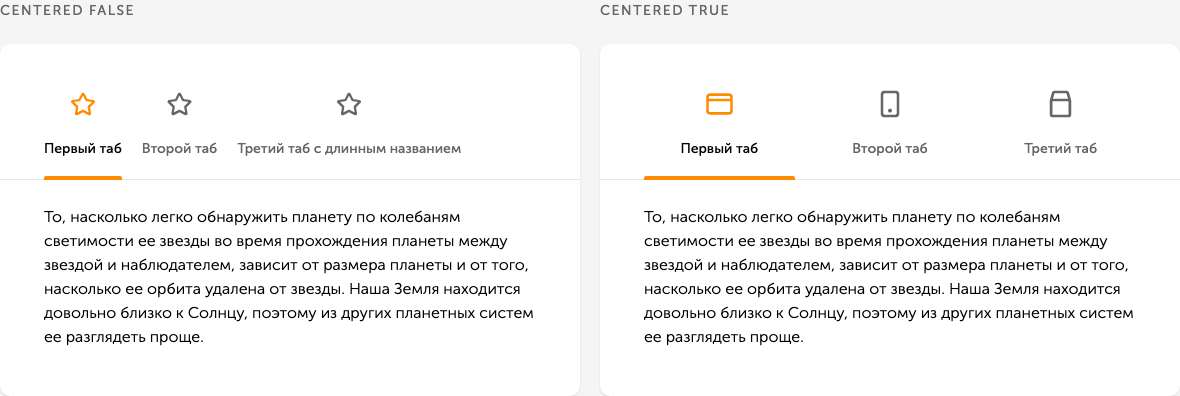 CENTERED FALSE
Первый таб
Второй таб
Третий таб с длинным названием
То, насколько легко обнаружить планету по колебаням
светимости ее звезды во время прохождения планеты между
звездой и наблюдателем, зависит от размера планеты и от того,
насколько ее орбита удалена от звезды. Наша Земля находится
довольно близко к Солнцу, поэтому из других планетных систем
ее разглядеть проще.
CENTERED TRUE
Первый таб
Второй таб
Третий таб
То, насколько легко обнаружить планету по колебаням
светимости ее звезды во время прохождения планеты между
звездой и наблюдателем, зависит от размера планеты и от того,
насколько ее орбита удалена от звезды. Наша Земля находится
довольно близко к Солнцу, поэтому из других планетных систем
ее разглядеть проще.